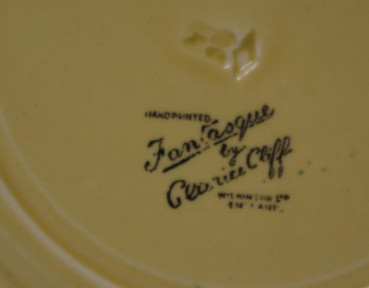 HANDPAINTED
Fantasque
by
Clarice Cliff
WILKINSON LTD
ENGLAND.